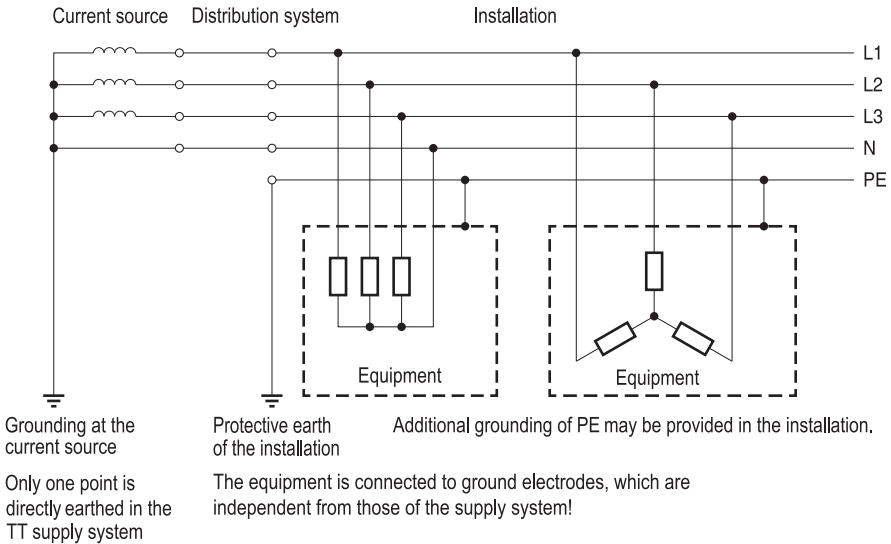 Current source
Distribution system
Installation
L1
L2
L3
N
PE
Equipment
Equipment
Grounding at the
current source
Protective earth
of the installation
Additional grounding of PE may be provided in the installation.
Only one point is
directly earthed in the
TT supply system
The equipment is connected to ground electrodes, which are
independent from those of the supply system!